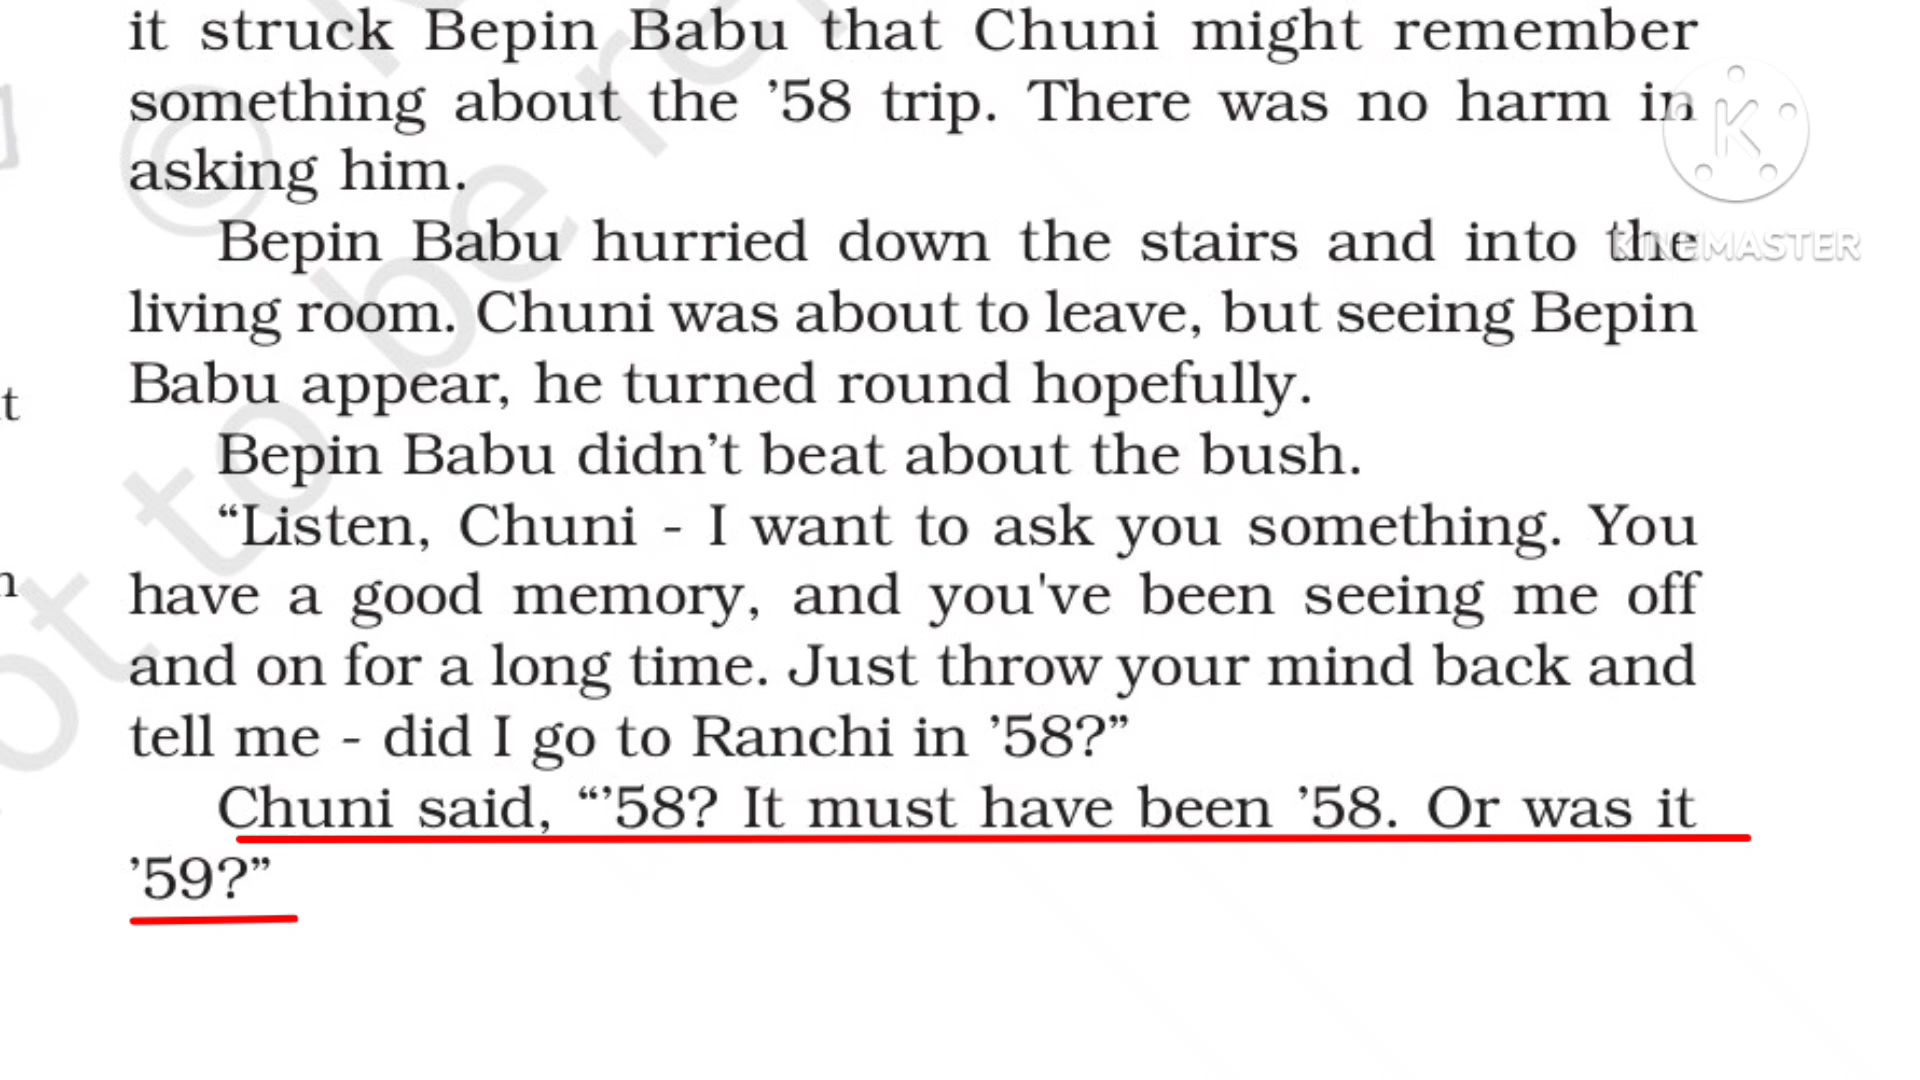 it struck Bepin Babu that Chuni might remember
something about the ’58 trip. There was no harm in
asking him.
Bepin Babu hurried down the stairs and into the
living room. Chuni was about to leave, but seeing Bepin
Babu appear, he turned round hopefully.
Bepin Babu didn’t beat about the bush.
“Listen, Chuni - I want to ask you something. You
have a good memory, and you've been seeing me off
and on for a long time. Just throw your mind back and
tell me - did I go to Ranchi in ’58?”
Chuni said, “’58? It must have been ’58. Or was it
’59?”
K
KINEMASTER
©
not to be re
t
n